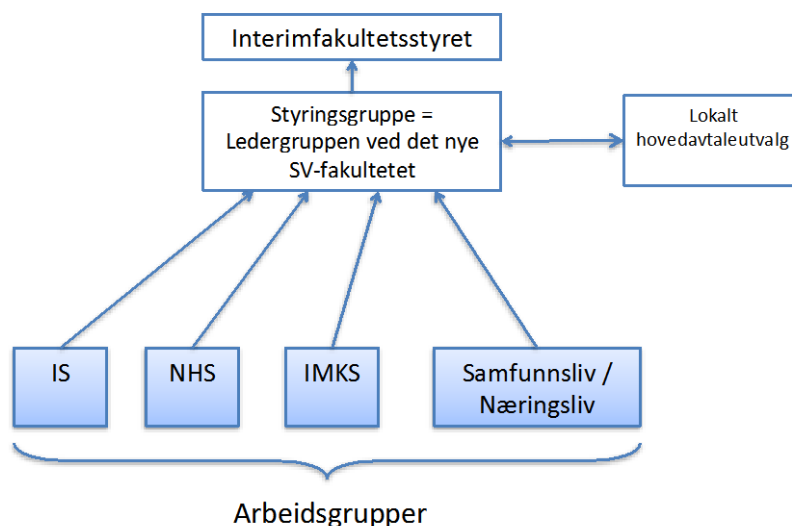 Interimfakultetsstyret
Styringsgruppe =
Ledergruppen ved det nye
SV-fakultetet
Lokalt
hovedavtaleutvalg
IS
NHS
IMKS
Samfunnsliv /
Næringsliv
Arbeidsgrupper